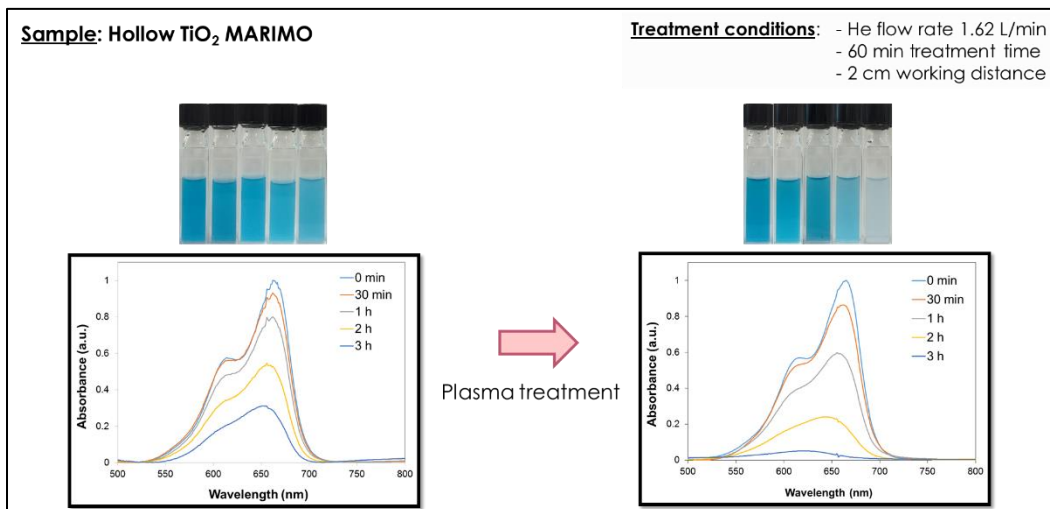 Sample: Hollow TiO₂ MARIMO
Treatment conditions: - He flow rate 1.62 L/min
- 60 min treatment time
- 2 cm working distance
Absorbance (a.u.)
1
0.8
0.6
0.4
0.2
0
0 min
30 min
1 h
2 h
3 h
500
550
600
650
700
750
800
Wavelength (nm)
Plasma treatment
Absorbance (a.u.)
1
0.8
0.6
0.4
0.2
0
0 min
30 min
1 h
2 h
3 h
500
550
600
650
700
750
800
Wavelength (nm)